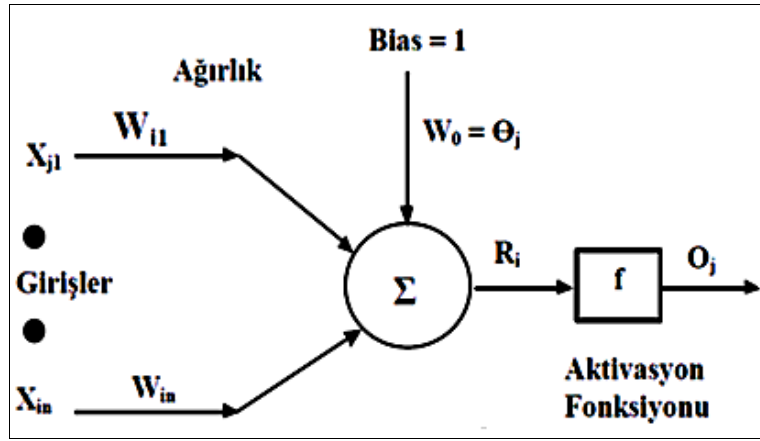 Bias = 1
Ağırlık
W₀ = Θⱼ
Wᵢ₁
Xⱼ₁
Girişler
Σ
Rᵢ
f
Oⱼ
Wᵢₙ
Xᵢₙ
Aktivasyon
Fonksiyonu